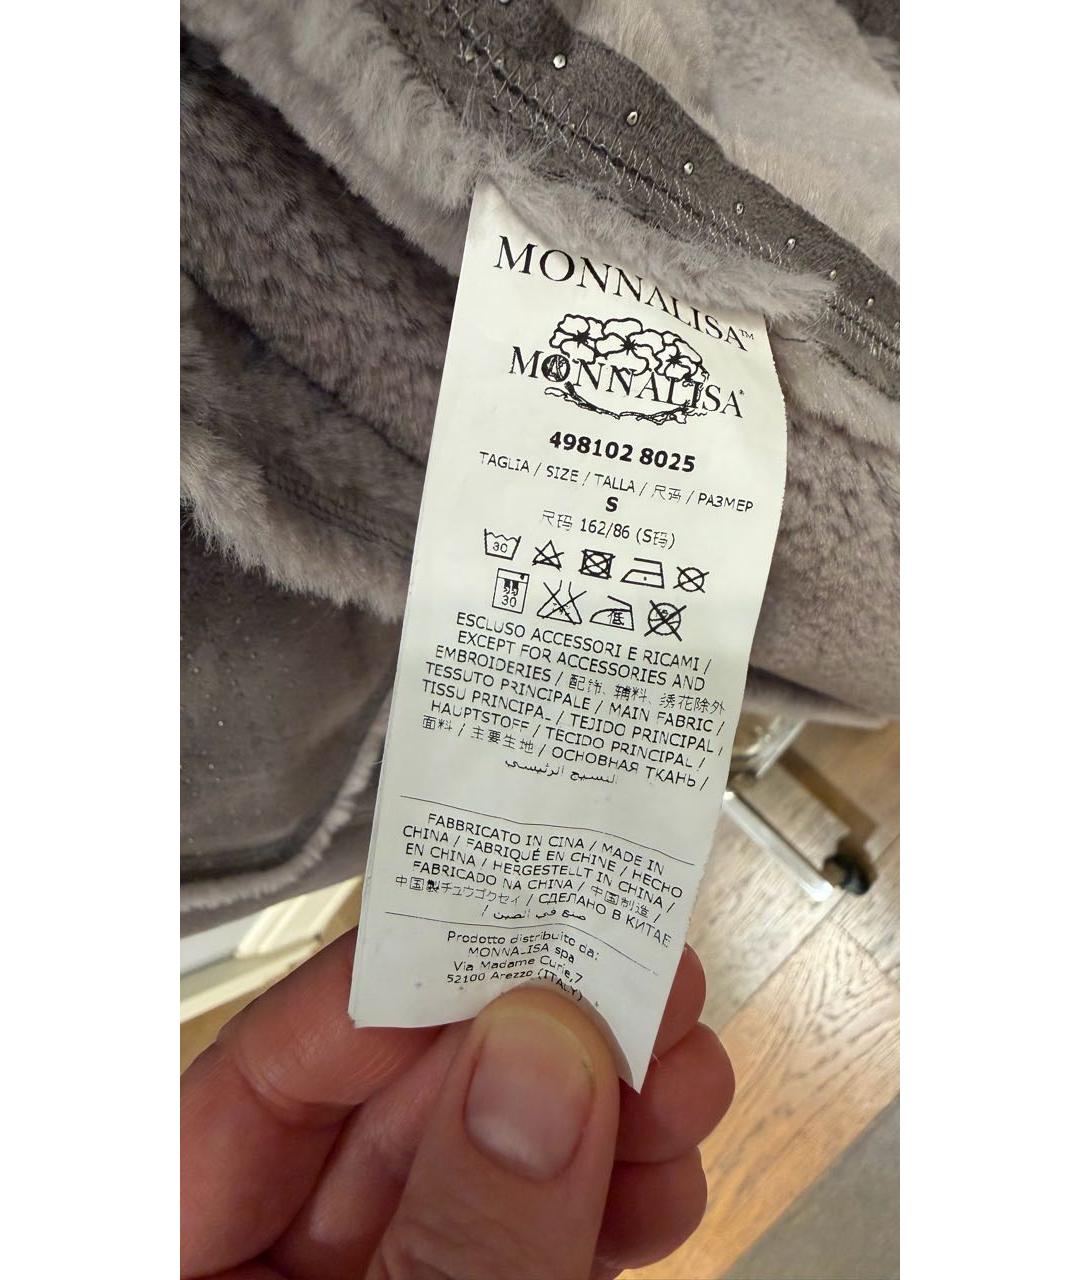 MONNALISA™
MONNALISA
498102 8025
TAGLIA / SIZE / TALLA / 尺码 / РАЗМЕР
S
尺码 162/86 (S码)
30
30 低
ESCLUSO ACCESSORI E RICAMI /
EXCEPT FOR ACCESSORIES AND
EMBROIDERIES / 配饰、辅料、绣花除外
TESSUTO PRINCIPALE / MAIN FABRIC /
TISSU PRINCIPAL / TEJIDO PRINCIPAL /
HAUPTSTOFF / TECIDO PRINCIPAL /
面料 / 主要生地 / ОСНОВНАЯ ТКАНЬ /
النسيج الرئيسي
FABBRICATO IN CINA / MADE IN
CHINA / FABRIQUÉ EN CHINE / HECHO
EN CHINA / HERGESTELLT IN CHINA /
FABRICADO NA CHINA / 中国制造 /
中国製チュウゴクセイ / СДЕЛАНО В КИТАЕ
/ صنع في الصين
Prodotto distribuito da:
MONNALISA spa
Via Madame Curie,7
52100 Arezzo (ITALY)